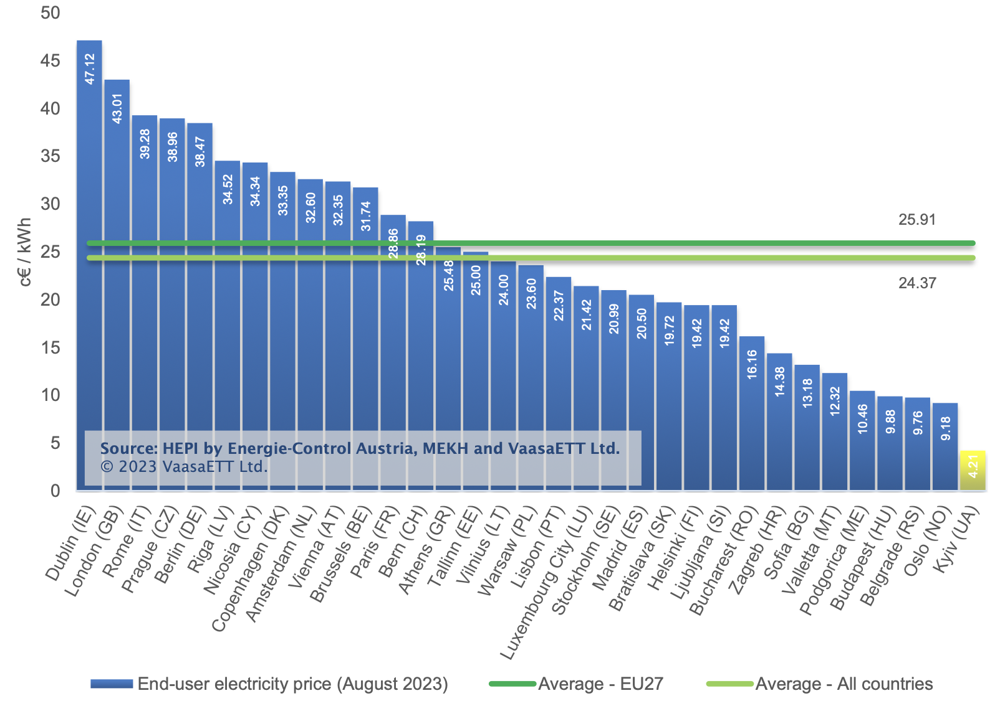 50
45
40
35
30
25
20
15
10
5
0
c€ / kWh
47.12
43.01
39.28
38.96
38.47
34.52
34.34
33.35
32.60
32.35
31.74
28.86
28.19
25.48
25.00
24.00
23.60
22.37
21.42
20.99
20.50
19.72
19.42
19.42
16.16
14.38
13.18
12.32
10.46
9.88
9.76
9.18
4.21
25.91
24.37
Source: HEPI by Energie-Control Austria, MEKH and VaasaETT Ltd.
© 2023 VaasaETT Ltd.
Dublin (IE)
London (GB)
Rome (IT)
Prague (CZ)
Berlin (DE)
Riga (LV)
Nicosia (CY)
Copenhagen (DK)
Amsterdam (NL)
Vienna (AT)
Brussels (BE)
Paris (FR)
Bern (CH)
Athens (GR)
Tallinn (EE)
Vilnius (LT)
Warsaw (PL)
Lisbon (PT)
Luxembourg City (LU)
Stockholm (SE)
Madrid (ES)
Bratislava (SK)
Helsinki (FI)
Ljubljana (SI)
Bucharest (RO)
Zagreb (HR)
Sofia (BG)
Valletta (MT)
Podgorica (ME)
Budapest (HU)
Belgrade (RS)
Oslo (NO)
Kyiv (UA)
End-user electricity price (August 2023)
Average - EU27
Average - All countries